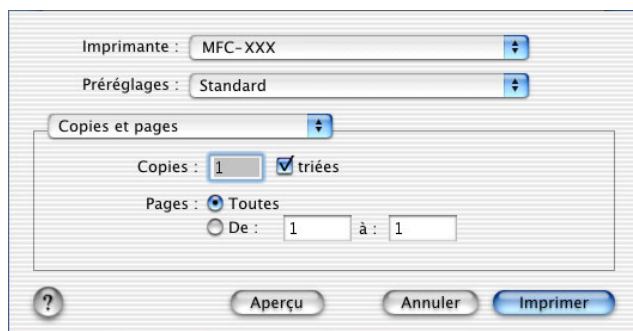 Imprimante : MFC-XXX
Préréglages : Standard
Copies et pages
Copies : 1 triées
Pages : Toutes
De : 1 à : 1
? Aperçu Annuler Imprimer